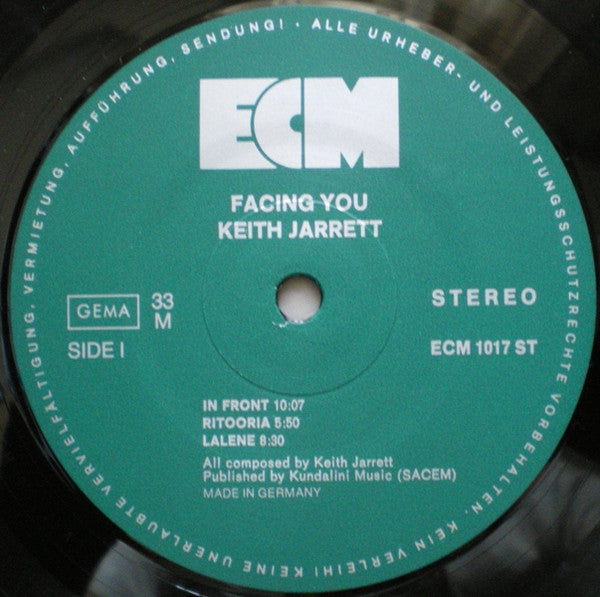 ALLE URHEBER- UND LEISTUNGSSCHUTZRECHTE VORBEHALTEN. KEIN VERLEIH! KEINE UNERLAUBTE VERVIELFÄLTIGUNG, VERMIETUNG, AUFFÜHRUNG, SENDUNG! ·
ECM
FACING YOU
KEITH JARRETT
GEMA
33
M
STEREO
SIDE I
ECM 1017 ST
IN FRONT 10:07
RITOORIA 5:50
LALENE 8:30
All composed by Keith Jarrett
Published by Kundalini Music (SACEM)
MADE IN GERMANY